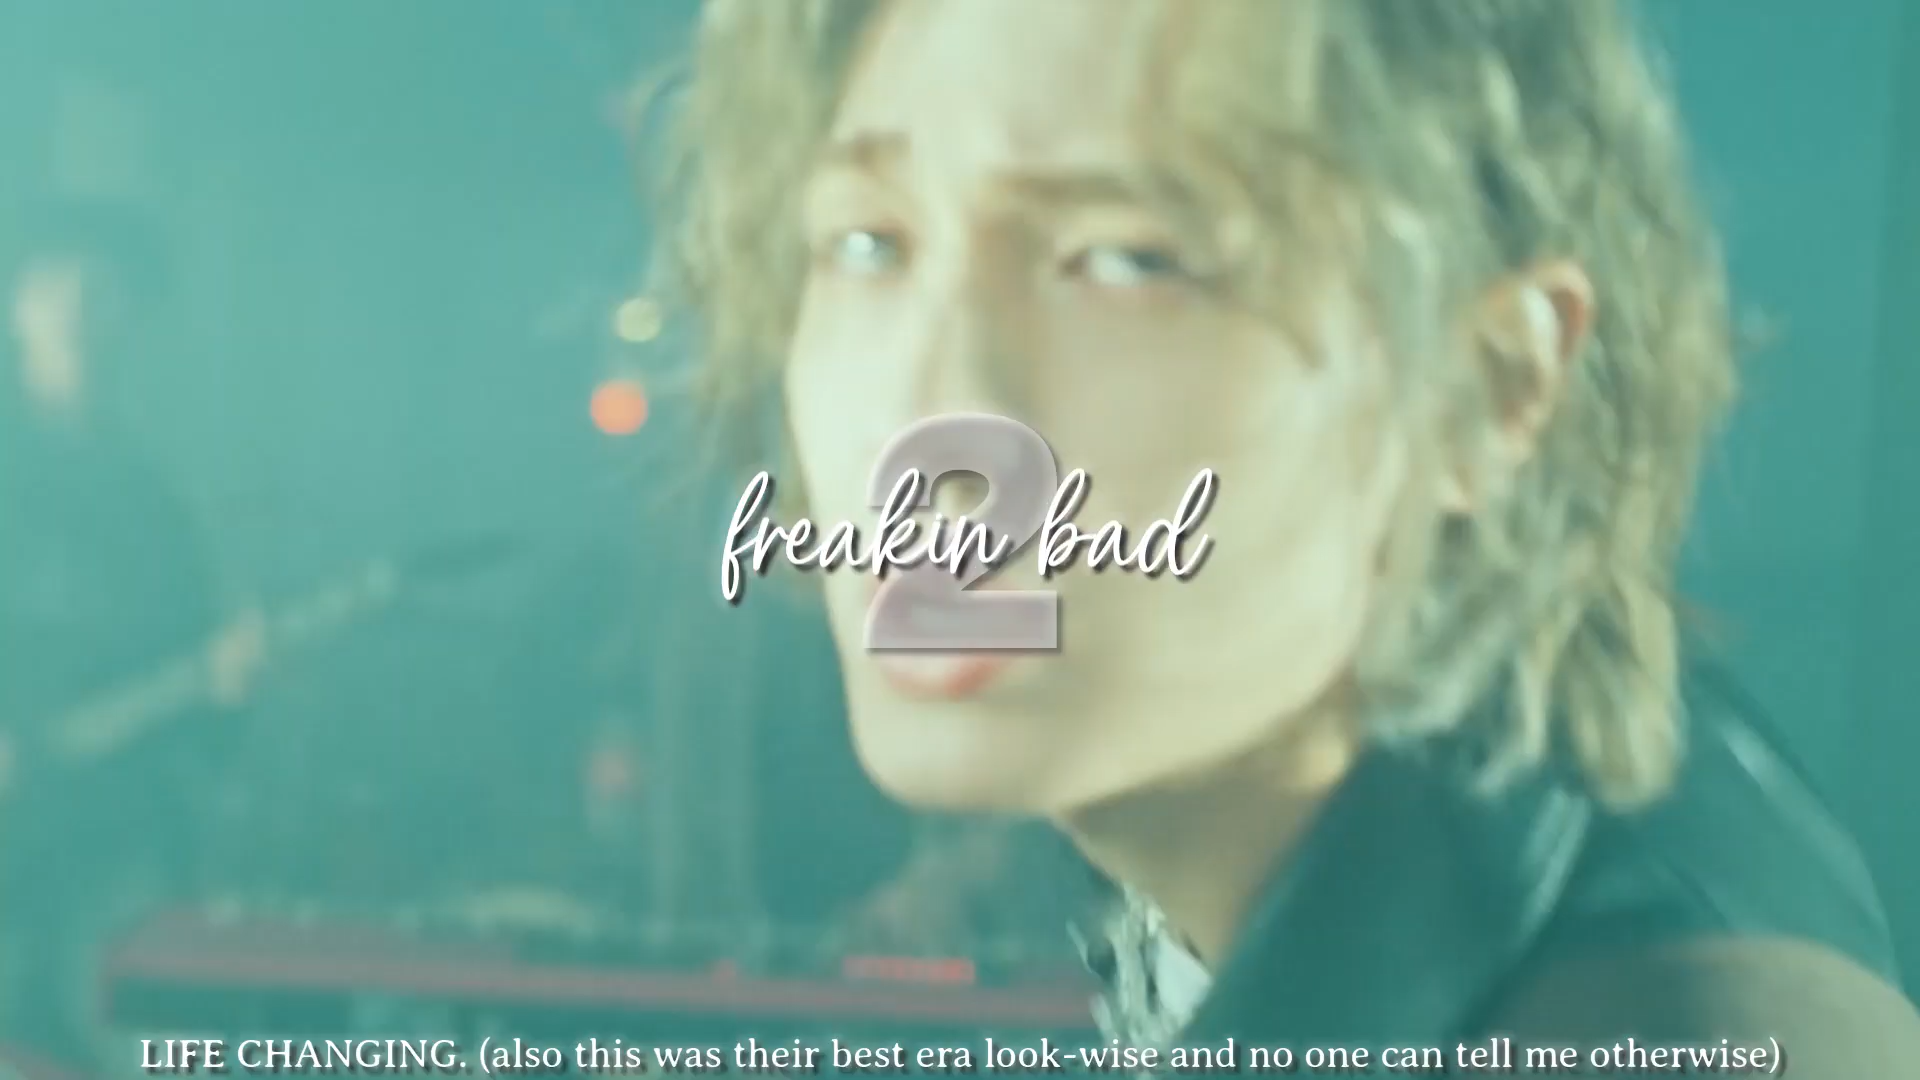 2
freakin bad
LIFE CHANGING. (also this was their best era look-wise and no one can tell me otherwise)